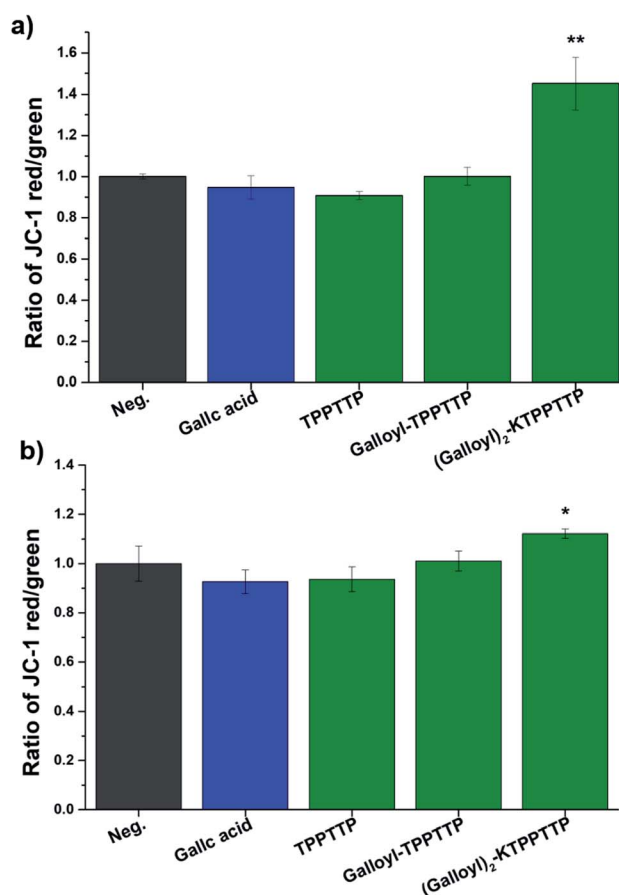 a)
Ratio of JC-1 red/green
1.6
1.4
1.2
1.0
0.8
0.6
0.4
0.2
0.0
**
Neg.
Gallc acid
TPPTTP
Galloyl-TPPTTP
(Galloyl)₂-KTPPTTP
b)
Ratio of JC-1 red/green
1.4
1.2
1.0
0.8
0.6
0.4
0.2
0.0
*
Neg.
Gallc acid
TPPTTP
Galloyl-TPPTTP
(Galloyl)₂-KTPPTTP